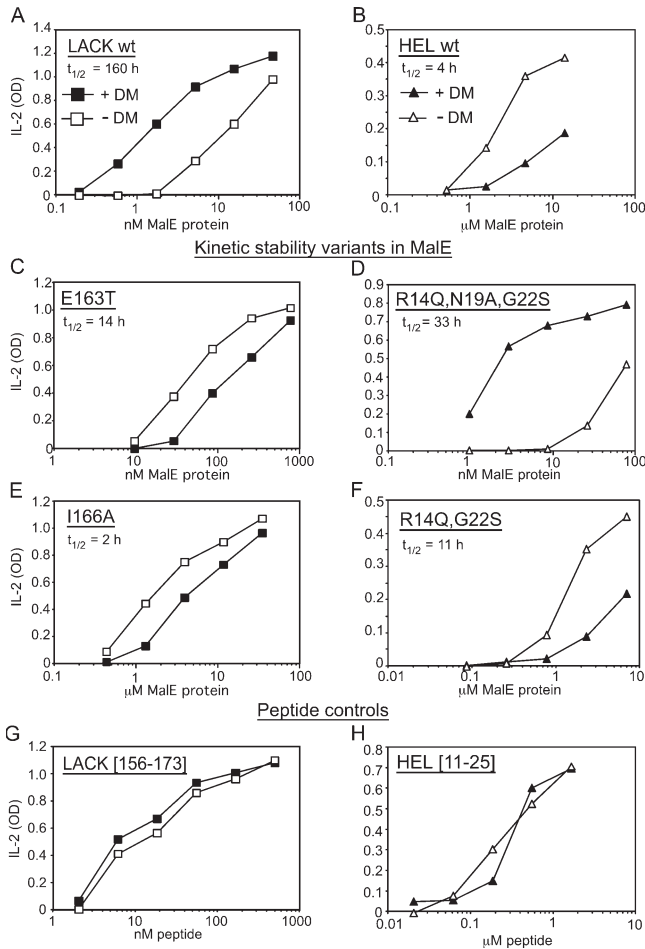 A
LACK wt
t1/2 = 160 h
+ DM
- DM
IL-2 (OD)
1.4
1.2
1.0
0.8
0.6
0.4
0.2
0
0.1 1 10 100
nM MalE protein
B
HEL wt
t1/2 = 4 h
+ DM
- DM
0.5
0.4
0.3
0.2
0.1
0
0.1 1 10 100
µM MalE protein
Kinetic stability variants in MalE
C
E163T
t1/2 = 14 h
IL-2 (OD)
1.2
1.0
0.8
0.6
0.4
0.2
0
1 10 100 1000
nM MalE protein
D
R14Q,N19A,G22S
t1/2 = 33 h
0.9
0.8
0.7
0.6
0.5
0.4
0.3
0.2
0.1
0
0.1 1 10 100
nM MalE protein
E
I166A
t1/2 = 2 h
IL-2 (OD)
1.2
1.0
0.8
0.6
0.4
0.2
0
0.1 1 10 100
µM MalE protein
F
R14Q,G22S
t1/2 = 11 h
0.5
0.4
0.3
0.2
0.1
0
0.01 0.1 1 10
µM MalE protein
Peptide controls
G
LACK [156-173]
IL-2 (OD)
1.2
1.0
0.8
0.6
0.4
0.2
0
1 10 100 1000
nM peptide
H
HEL [11-25]
0.8
0.7
0.6
0.5
0.4
0.3
0.2
0.1
0
0.01 0.1 1 10
µM peptide